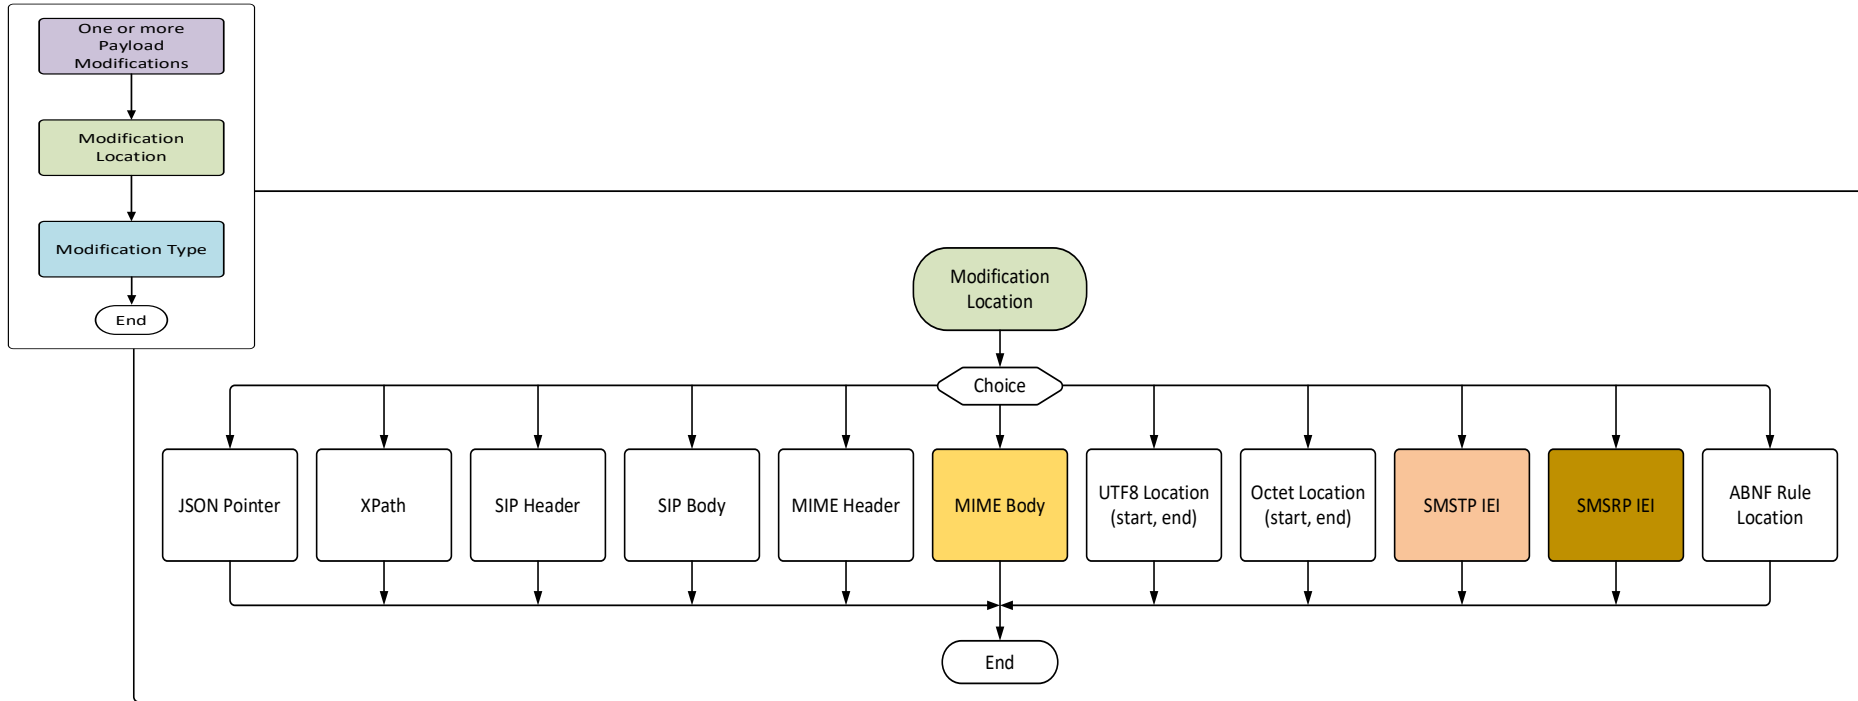 One or more
Payload
Modifications
Modification
Location
Modification Type
End
Modification
Location
Choice
JSON Pointer
XPath
SIP Header
SIP Body
MIME Header
MIME Body
UTF8 Location
(start, end)
Octet Location
(start, end)
SMSTP IEI
SMSRP IEI
ABNF Rule
Location
End